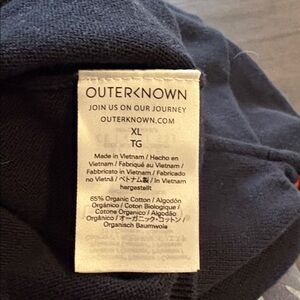 OUTERKNOWN
JOIN US ON OUR JOURNEY
OUTERKNOWN.COM
XL
TG
Made in Vietnam / Hecho en
Vietnam / Fabriqué au Vietnam /
Fabbricato in Vietnam / Fabricado
no Vietnã / ベトナム製 / In Vietnam
hergestellt
65% Organic Cotton / Algodón
Orgánico / Coton Biologique /
Cotone Organico / Algodão
Orgânico / オーガニック・コットン /
Organisch Baumwolle